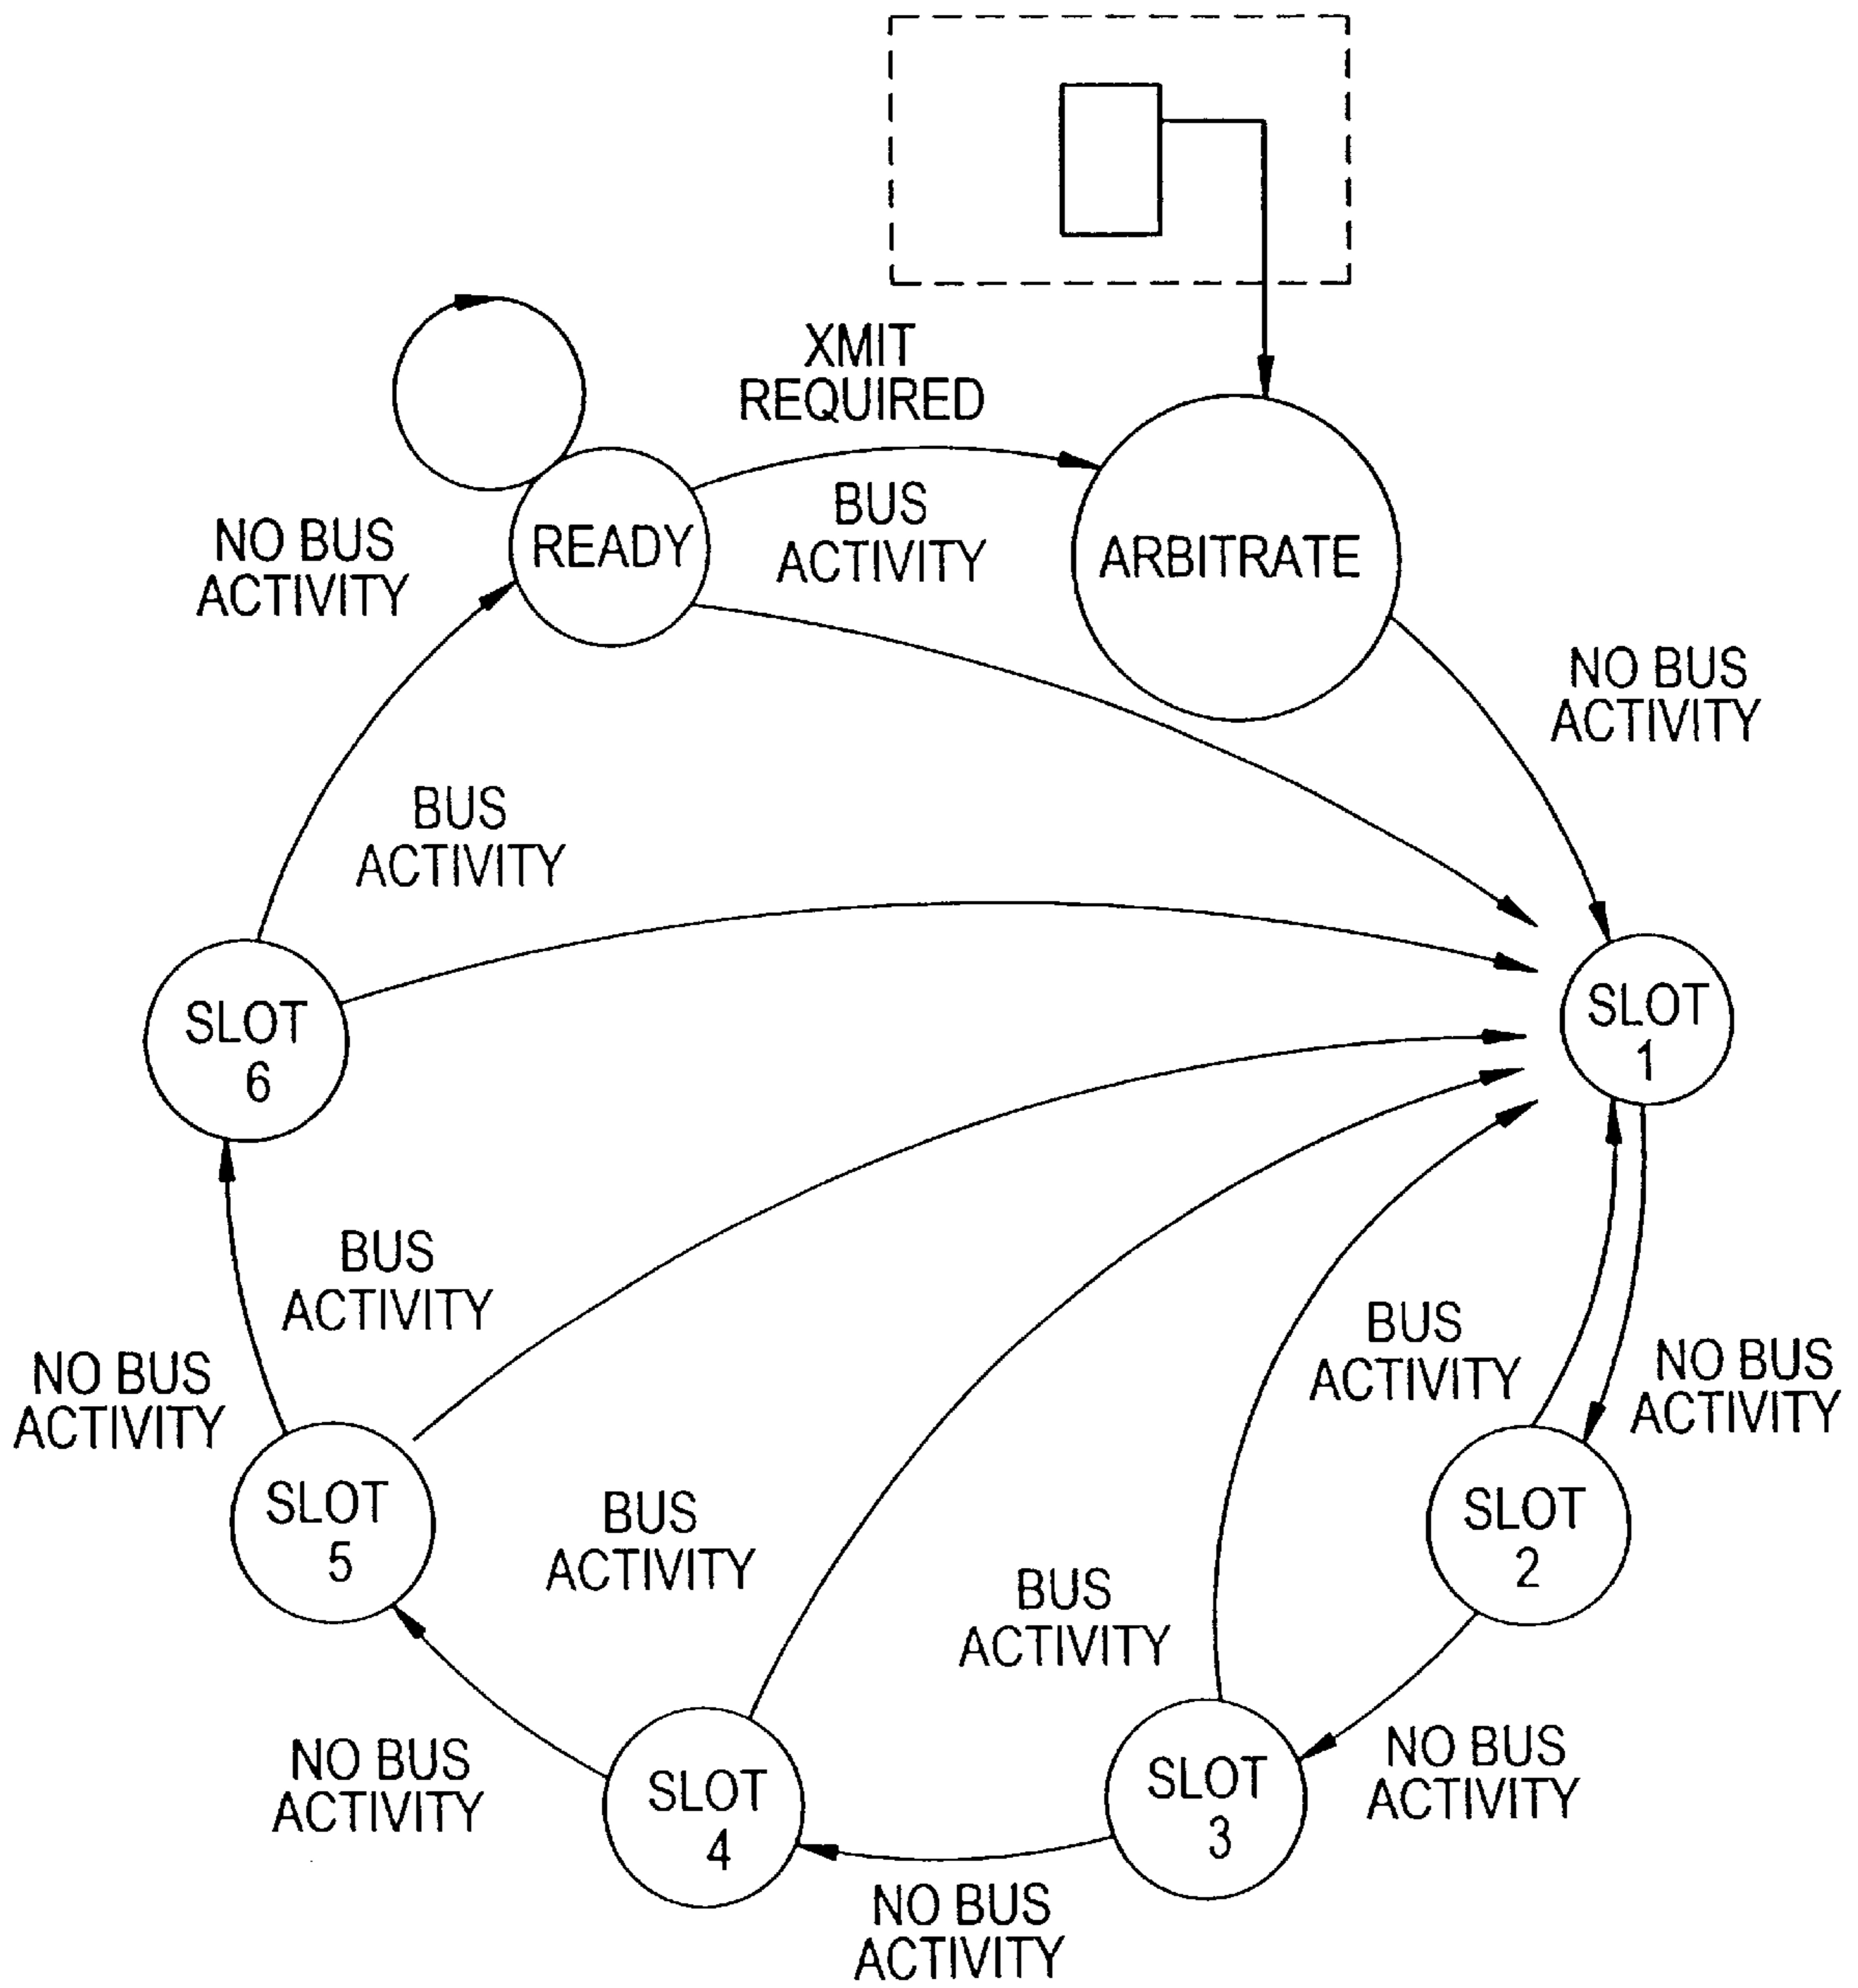 XMIT
REQUIRED
BUS
ACTIVITY
READY
ARBITRATE
NO BUS
ACTIVITY
NO BUS
ACTIVITY
BUS
ACTIVITY
SLOT
6
SLOT
1
BUS
ACTIVITY
NO BUS
ACTIVITY
BUS
ACTIVITY
NO BUS
ACTIVITY
SLOT
5
BUS
ACTIVITY
SLOT
2
BUS
ACTIVITY
NO BUS
ACTIVITY
SLOT
4
SLOT
3
NO BUS
ACTIVITY
NO BUS
ACTIVITY